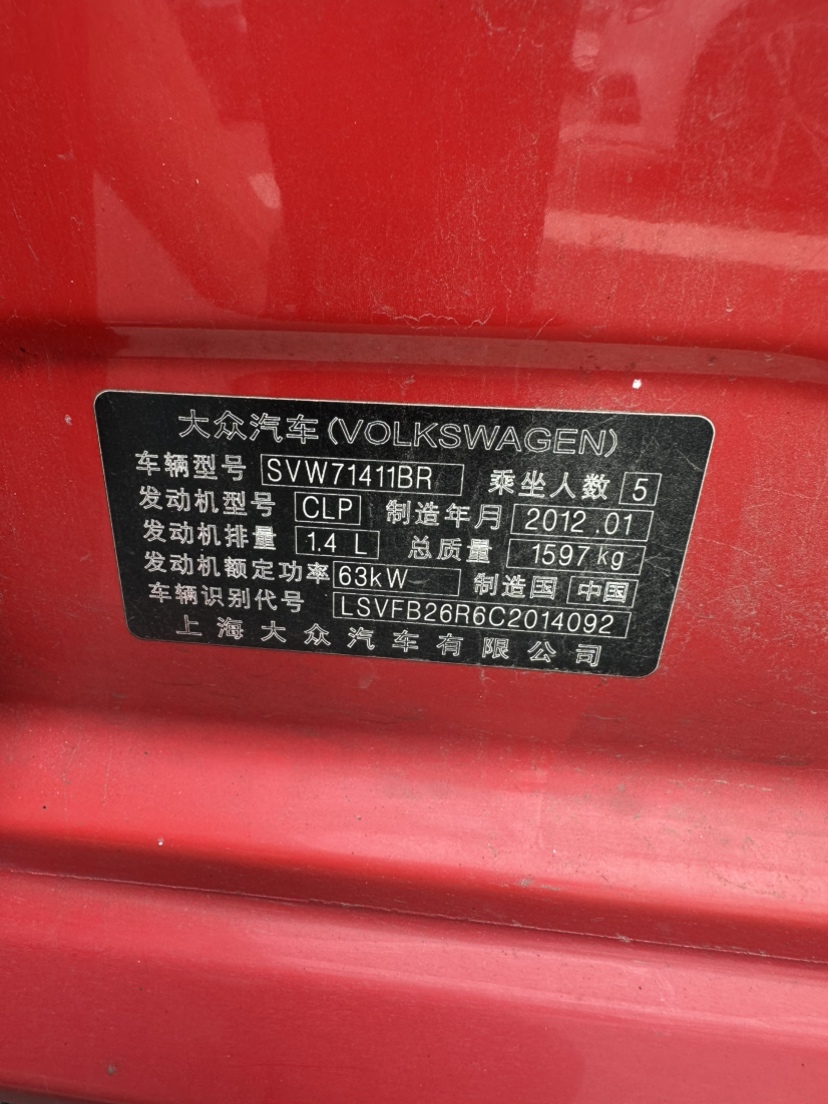 大众汽车(VOLKSWAGEN)
车辆型号 SVW71411BR 乘坐人数 5
发动机型号 CLP 制造年月 2012.01
发动机排量 1.4 L 总质量 1597 kg
发动机额定功率 63kW 制造国 中国
车辆识别代号 LSVFB26R6C2014092
上海大众汽车有限公司